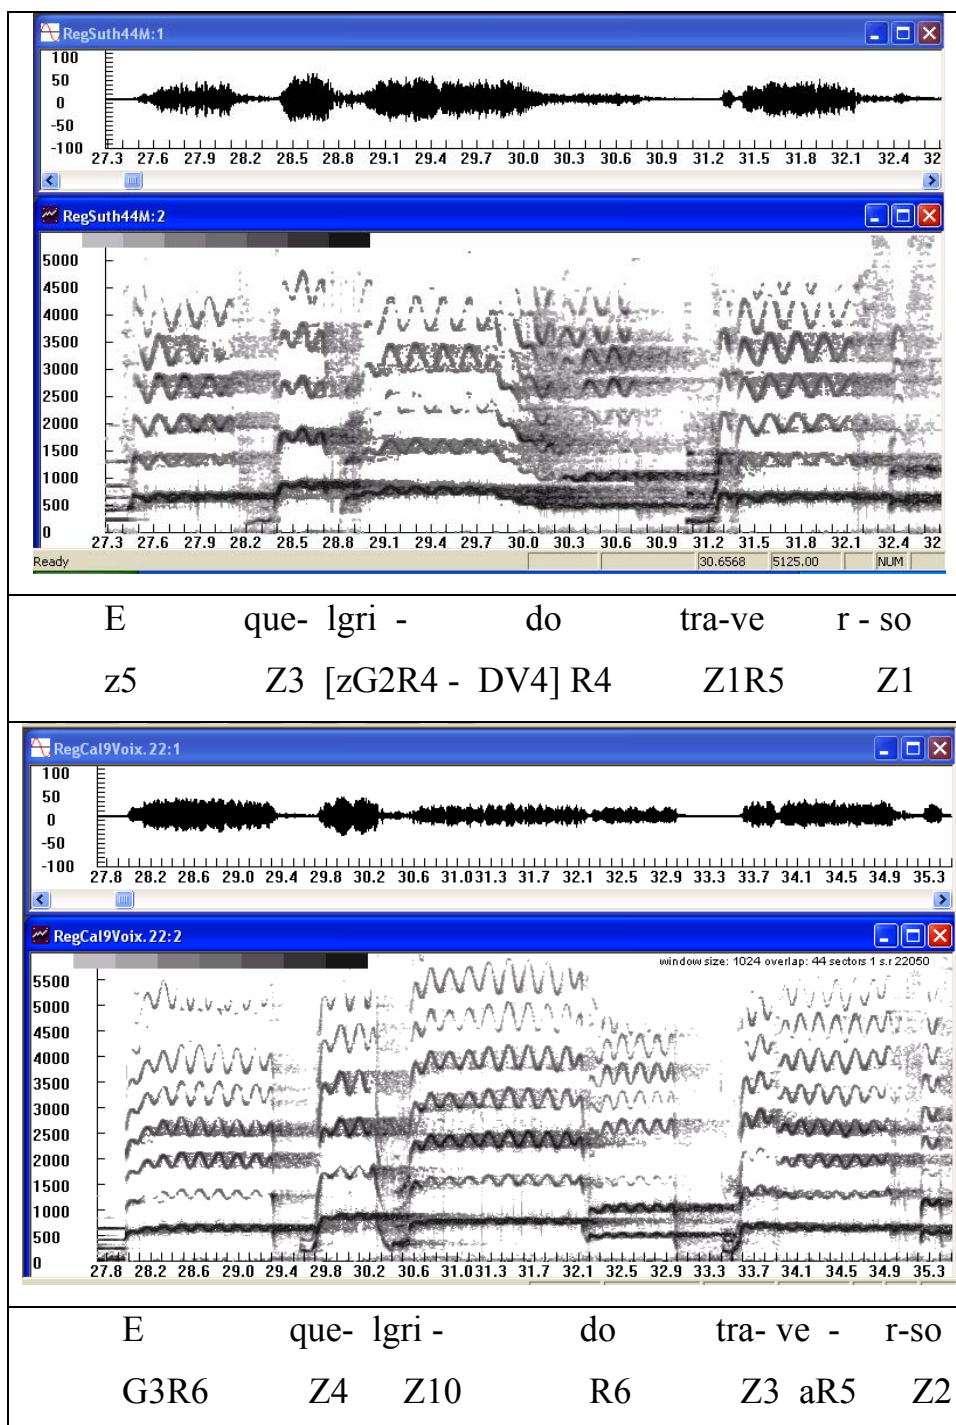 RegSuth44M:1
100
50
0
-50
-100
27.3 27.6 27.9 28.2 28.5 28.8 29.1 29.4 29.7 30.0 30.3 30.6 30.9 31.2 31.5 31.8 32.1 32.4 32
RegSuth44M:2
5000
4500
4000
3500
3000
2500
2000
1500
1000
500
0
27.3 27.6 27.9 28.2 28.5 28.8 29.1 29.4 29.7 30.0 30.3 30.6 30.9 31.2 31.5 31.8 32.1 32.4 32
Ready 30.6568 5125.00 NUM
E que- lgri - do tra-ve r - so
z5 Z3 [zG2R4 - DV4] R4 Z1R5 Z1
RegCal9Voix.22:1
100
50
0
-50
-100
27.8 28.2 28.6 29.0 29.4 29.8 30.2 30.6 31.0 31.3 31.7 32.1 32.5 32.9 33.3 33.7 34.1 34.5 34.9 35.3
RegCal9Voix.22:2
window size: 1024 overlap: 44 sectors 1 s.r 22050
5500
5000
4500
4000
3500
3000
2500
2000
1500
1000
500
0
27.8 28.2 28.6 29.0 29.4 29.8 30.2 30.6 31.0 31.3 31.7 32.1 32.5 32.9 33.3 33.7 34.1 34.5 34.9 35.3
E que- lgri - do tra- ve - r-so
G3R6 Z4 Z10 R6 Z3 aR5 Z2